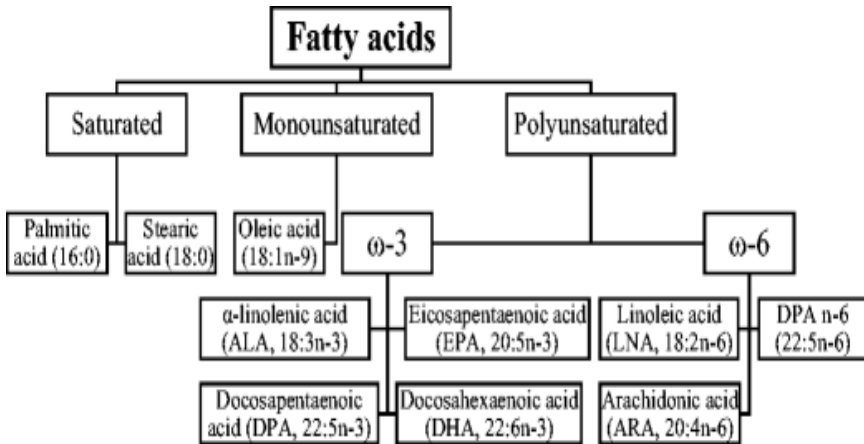 Fatty acids
Saturated
Monounsaturated
Polyunsaturated
Palmitic
acid (16:0)
Stearic
acid (18:0)
Oleic acid
(18:1n-9)
ω-3
ω-6
α-linolenic acid
(ALA, 18:3n-3)
Eicosapentaenoic acid
(EPA, 20:5n-3)
Linoleic acid
(LNA, 18:2n-6)
DPA n-6
(22:5n-6)
Docosapentaenoic
acid (DPA, 22:5n-3)
Docosahexaenoic acid
(DHA, 22:6n-3)
Arachidonic acid
(ARA, 20:4n-6)